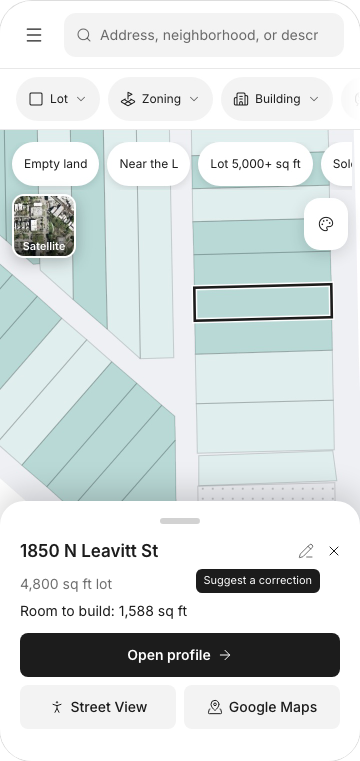 Address, neighborhood, or descr
Lot
Zoning
Building
Empty land
Near the L
Lot 5,000+ sq ft
Satellite
1850 N Leavitt St
4,800 sq ft lot
Suggest a correction
Room to build: 1,588 sq ft
Open profile
Street View
Google Maps